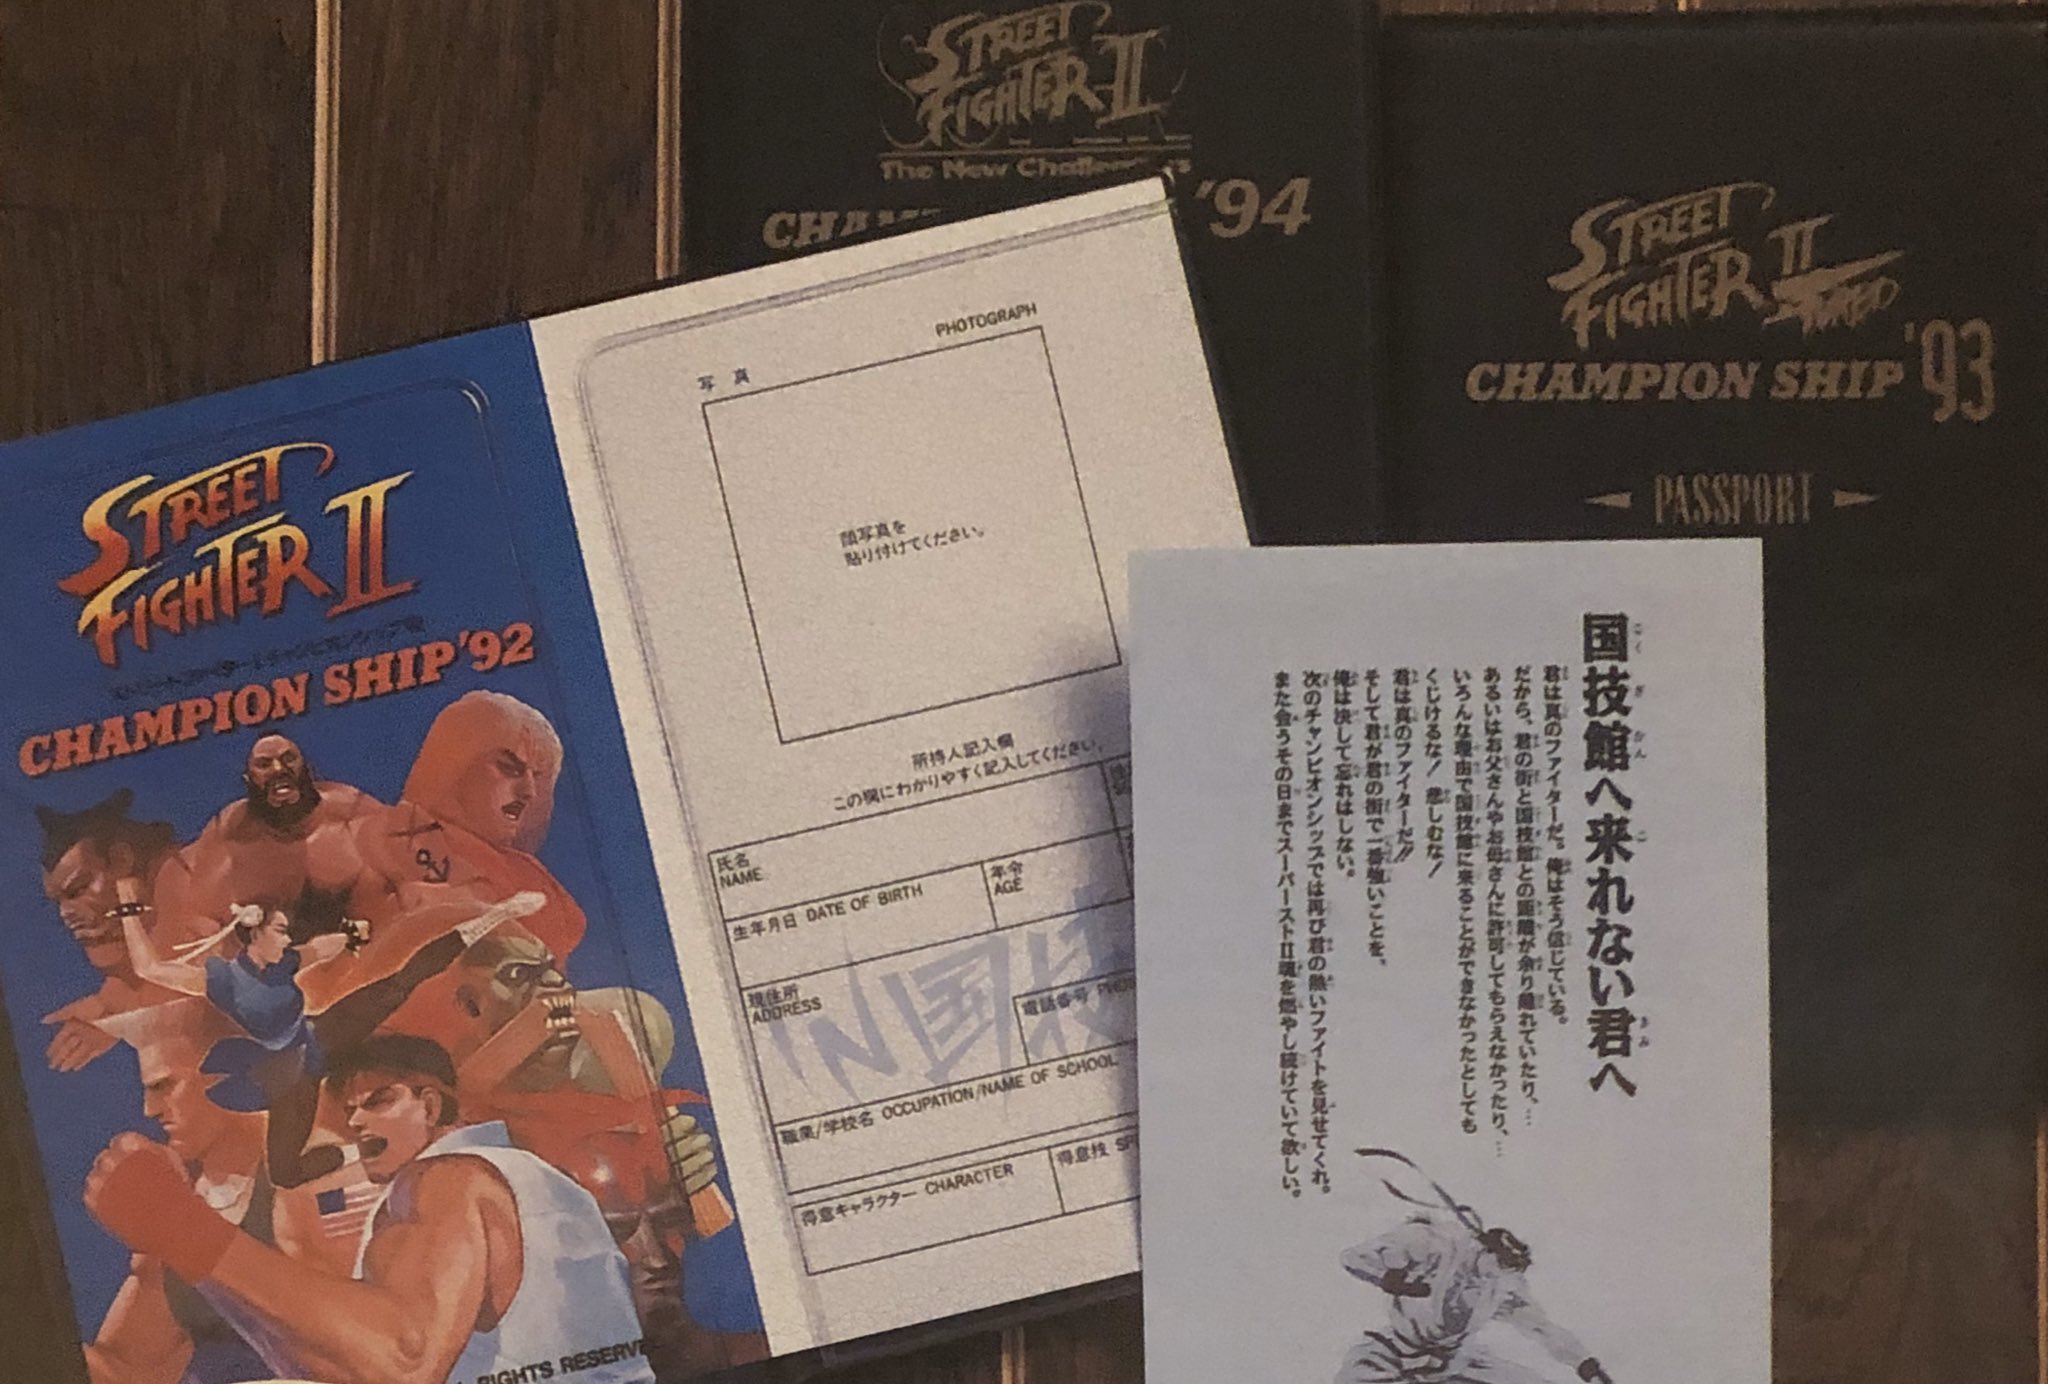 STREET
FIGHTER II
CHAMPION SHIP '92
RIGHTS RESERVE
PHOTOGRAPH
写真
顔写真を
貼り付けてください。
所持人記入欄
この欄にわかりやすく記入してください。
氏名
NAME
生年月日 DATE OF BIRTH
年令
AGE
現住所
ADDRESS
電話番号
職業/学校名 OCCUPATION/NAME OF SCHOOL
得意キャラクター CHARACTER
得意技
IN国技
STREET
FIGHTER II
The New
'94
STREET
FIGHTER II
TURBO
CHAMPION SHIP '93
PASSPORT
国技館へ来れない君へ
君は真のファイターだ。俺はそう信じている。
だから、君の街と国技館との距離が余り離れていたり、…
あるいはお父さんやお母さんに許可してもらえなかったり、…
いろんな理由で国技館に来ることができなかったとしても
くじけるな! 悲しむな!
君は真のファイターだ!!
そして君が君の街で一番強いことを、
俺は決して忘れはしない。
次のチャンピオンシップでは再び君の熱いファイトを見せてくれ。
また会うその日までスーパーストII魂を燃やし続けていて欲しい。